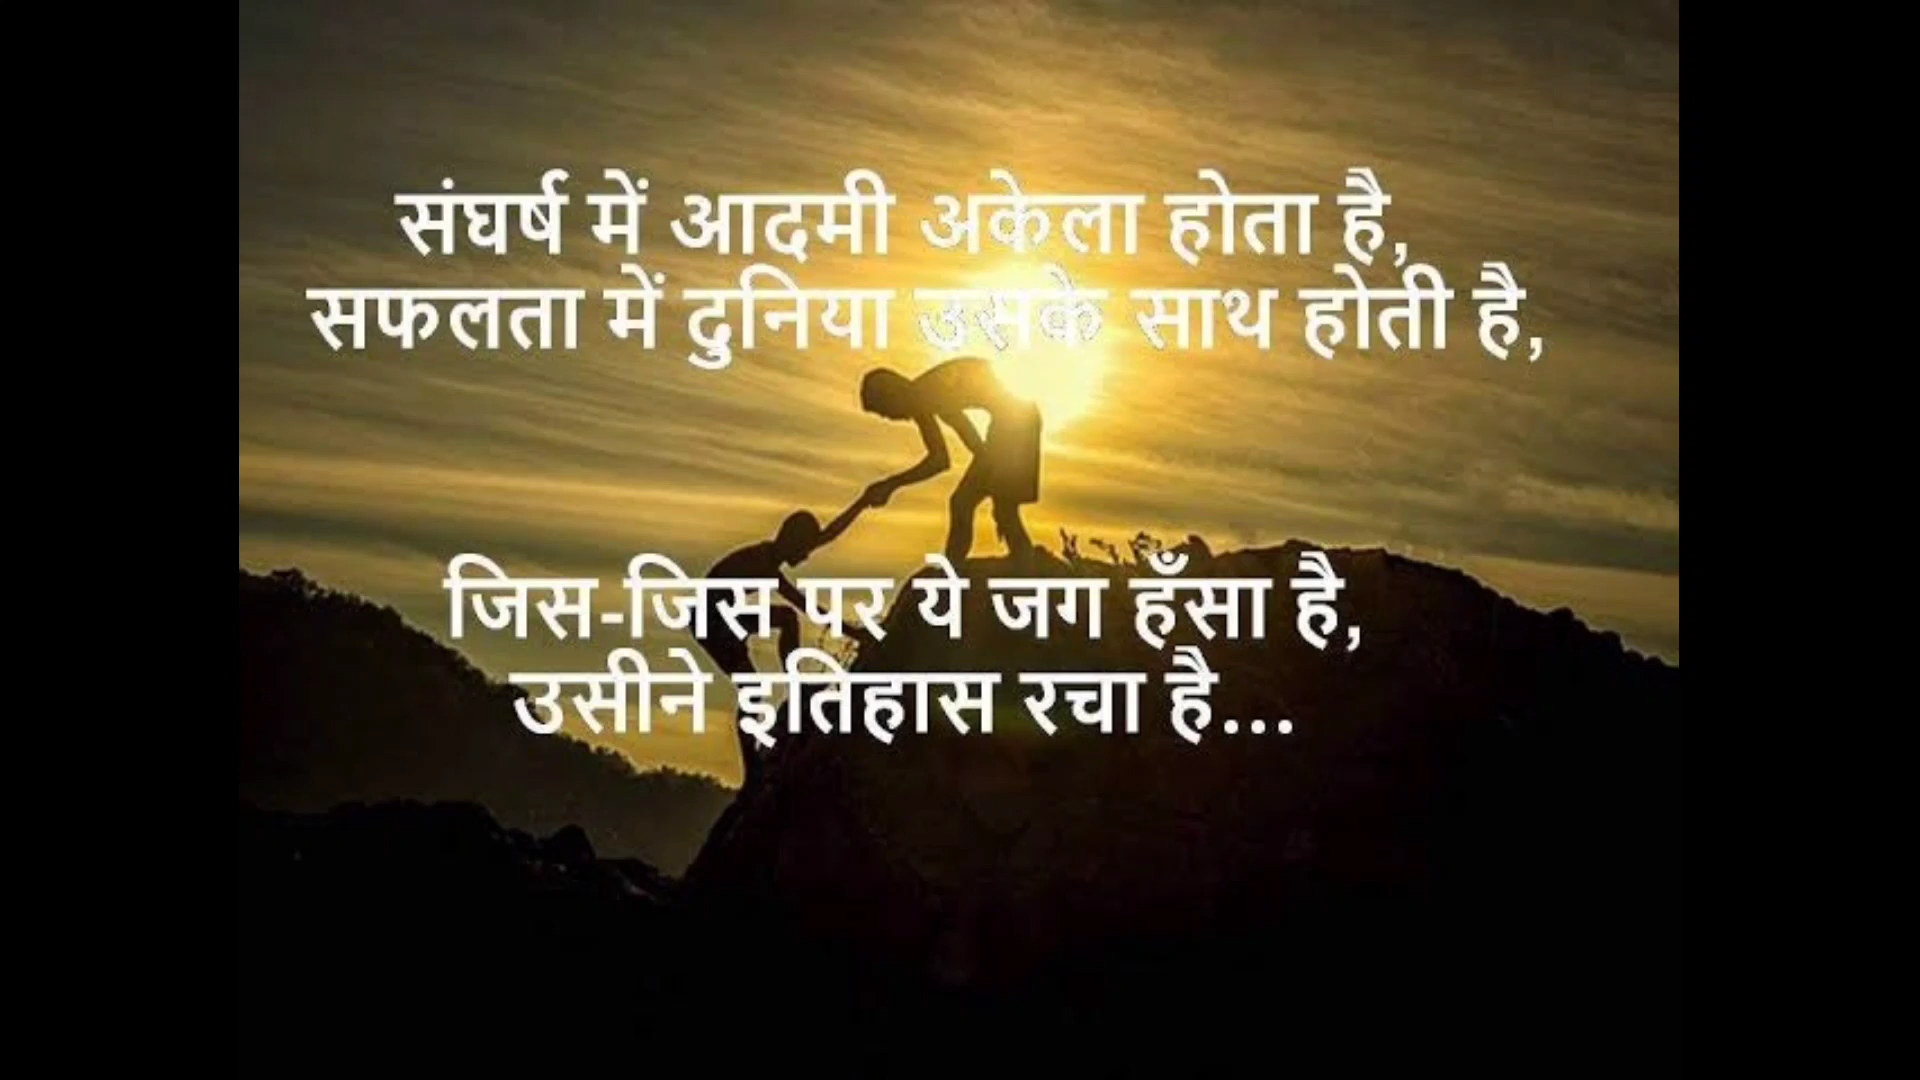 संघर्ष में आदमी अकेला होता है,
सफलता में दुनिया उसके साथ होती है,
जिस-जिस पर ये जग हँसा है,
उसीने इतिहास रचा है...